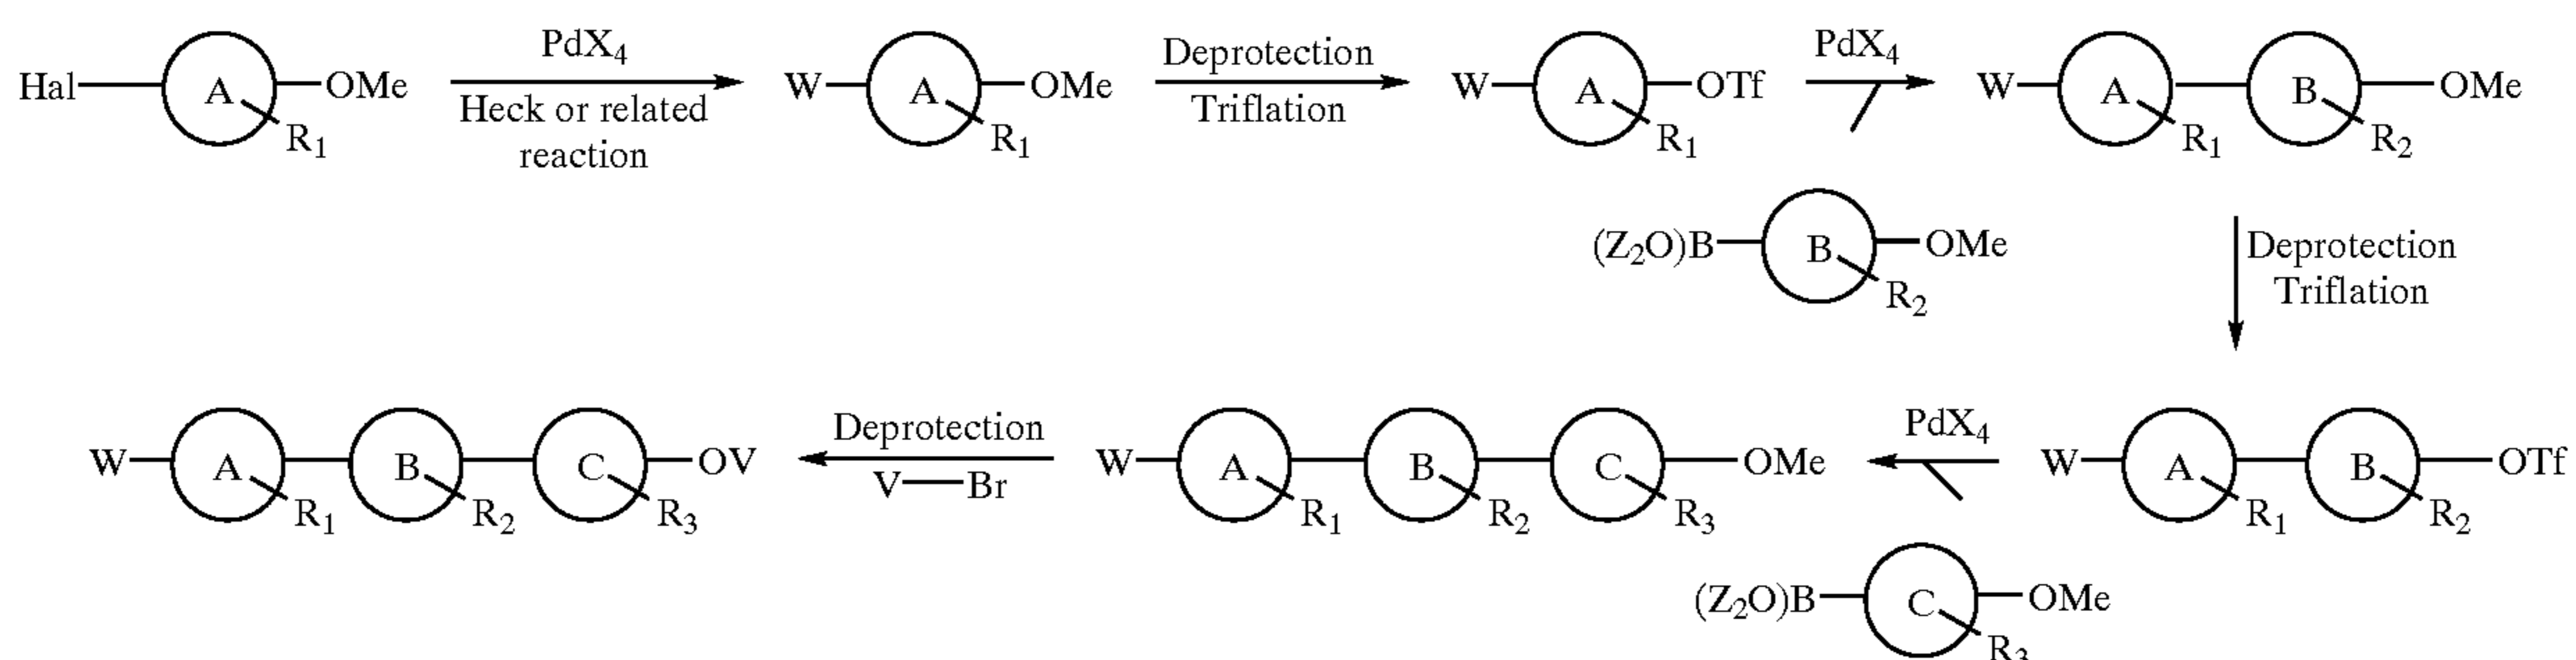 Hal A OMe R₁
PdX₄
Heck or related
reaction
W A OMe R₁
Deprotection
Triflation
W A OTf R₁
PdX₄
(Z₂O)B B OMe R₂
W A R₁ B OMe R₂
Deprotection
Triflation
W A R₁ B OTf R₂
PdX₄
(Z₂O)B C OMe R₃
W A R₁ B R₂ C OMe R₃
Deprotection
V Br
W A R₁ B R₂ C OV R₃